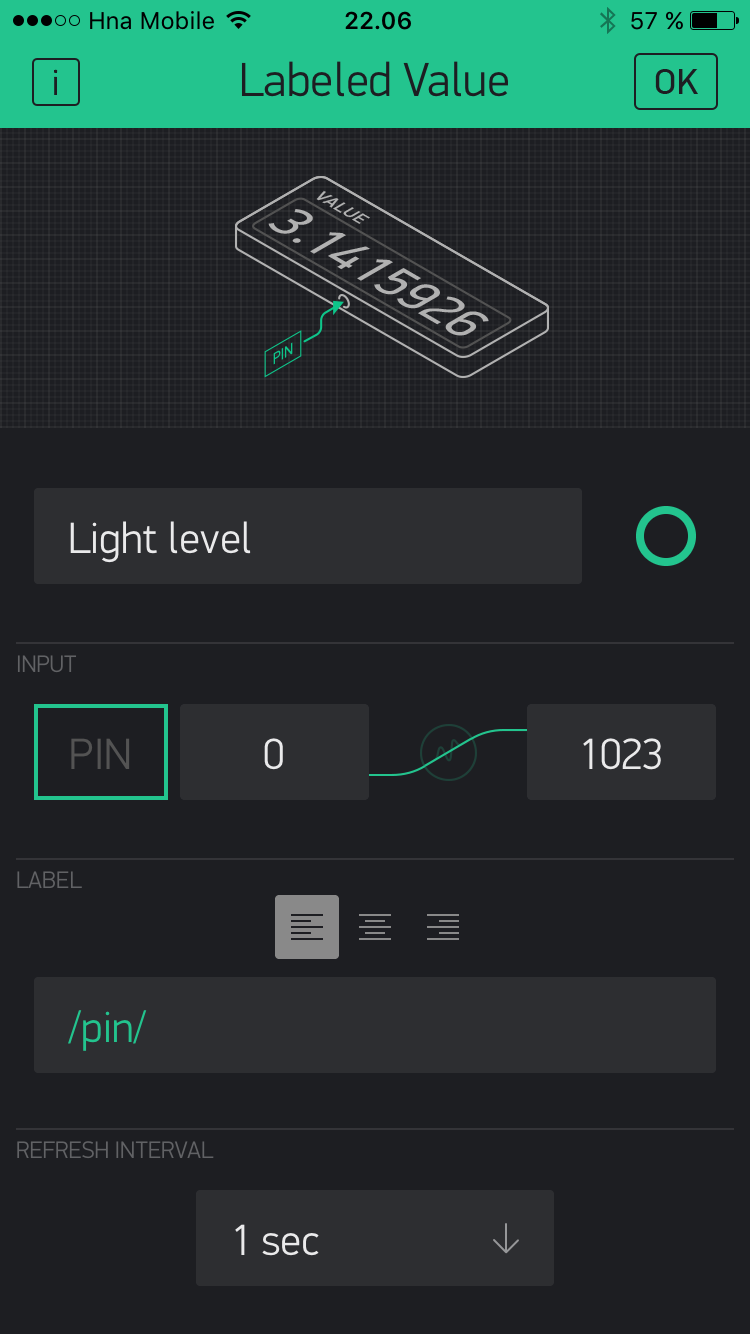 Hna Mobile 22.06 57 %
i Labeled Value OK
VALUE
3.1415926
PIN
Light level
INPUT
PIN 0 1023
LABEL
/pin/
REFRESH INTERVAL
1 sec